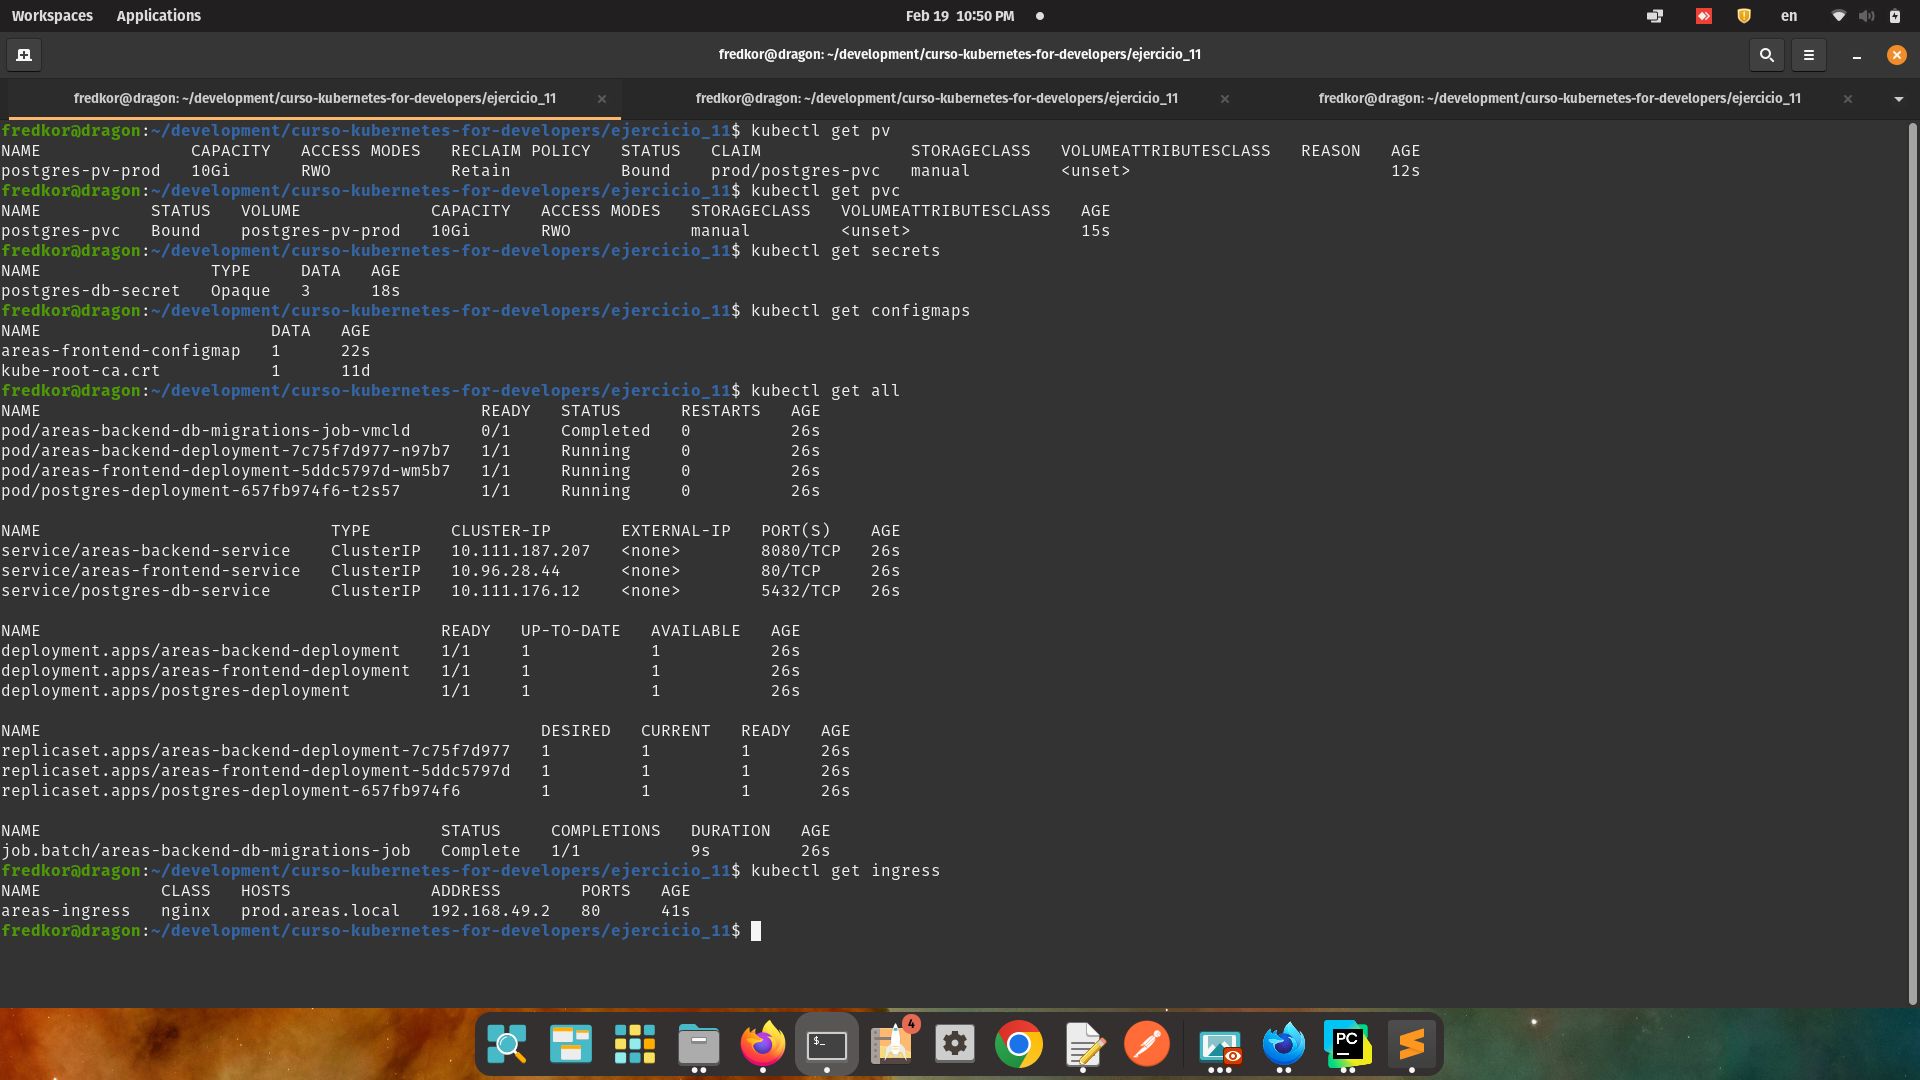 Workspaces Applications Feb 19 10:50 PM en
fredkor@dragon: ~/development/curso-kubernetes-for-developers/ejercicio_11
fredkor@dragon: ~/development/curso-kubernetes-for-developers/ejercicio_11 × fredkor@dragon: ~/development/curso-kubernetes-for-developers/ejercicio_11 × fredkor@dragon: ~/development/curso-kubernetes-for-developers/ejercicio_11 ×
fredkor@dragon:~/development/curso-kubernetes-for-developers/ejercicio_11$ kubectl get pv
NAME CAPACITY ACCESS MODES RECLAIM POLICY STATUS CLAIM STORAGECLASS VOLUMEATTRIBUTESCLASS REASON AGE
postgres-pv-prod 10Gi RWO Retain Bound prod/postgres-pvc manual <unset> 12s
fredkor@dragon:~/development/curso-kubernetes-for-developers/ejercicio_11$ kubectl get pvc
NAME STATUS VOLUME CAPACITY ACCESS MODES STORAGECLASS VOLUMEATTRIBUTESCLASS AGE
postgres-pvc Bound postgres-pv-prod 10Gi RWO manual <unset> 15s
fredkor@dragon:~/development/curso-kubernetes-for-developers/ejercicio_11$ kubectl get secrets
NAME TYPE DATA AGE
postgres-db-secret Opaque 3 18s
fredkor@dragon:~/development/curso-kubernetes-for-developers/ejercicio_11$ kubectl get configmaps
NAME DATA AGE
areas-frontend-configmap 1 22s
kube-root-ca.crt 1 11d
fredkor@dragon:~/development/curso-kubernetes-for-developers/ejercicio_11$ kubectl get all
NAME READY STATUS RESTARTS AGE
pod/areas-backend-db-migrations-job-vmcld 0/1 Completed 0 26s
pod/areas-backend-deployment-7c75f7d977-n97b7 1/1 Running 0 26s
pod/areas-frontend-deployment-5ddc5797d-wm5b7 1/1 Running 0 26s
pod/postgres-deployment-657fb974f6-t2s57 1/1 Running 0 26s
NAME TYPE CLUSTER-IP EXTERNAL-IP PORT(S) AGE
service/areas-backend-service ClusterIP 10.111.187.207 <none> 8080/TCP 26s
service/areas-frontend-service ClusterIP 10.96.28.44 <none> 80/TCP 26s
service/postgres-db-service ClusterIP 10.111.176.12 <none> 5432/TCP 26s
NAME READY UP-TO-DATE AVAILABLE AGE
deployment.apps/areas-backend-deployment 1/1 1 1 26s
deployment.apps/areas-frontend-deployment 1/1 1 1 26s
deployment.apps/postgres-deployment 1/1 1 1 26s
NAME DESIRED CURRENT READY AGE
replicaset.apps/areas-backend-deployment-7c75f7d977 1 1 1 26s
replicaset.apps/areas-frontend-deployment-5ddc5797d 1 1 1 26s
replicaset.apps/postgres-deployment-657fb974f6 1 1 1 26s
NAME STATUS COMPLETIONS DURATION AGE
job.batch/areas-backend-db-migrations-job Complete 1/1 9s 26s
fredkor@dragon:~/development/curso-kubernetes-for-developers/ejercicio_11$ kubectl get ingress
NAME CLASS HOSTS ADDRESS PORTS AGE
areas-ingress nginx prod.areas.local 192.168.49.2 80 41s
fredkor@dragon:~/development/curso-kubernetes-for-developers/ejercicio_11$
$_ 4 PC